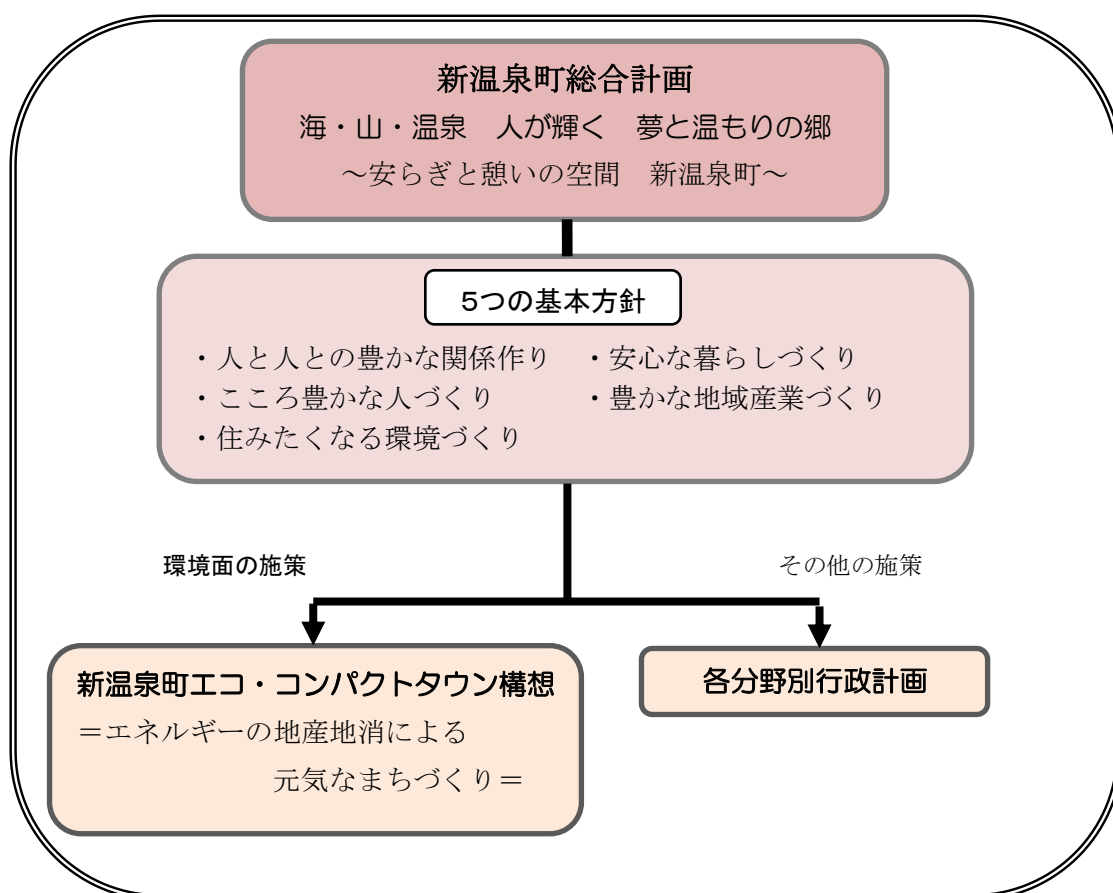 新温泉町総合計画
海・山・温泉　人が輝く　夢と温もりの郷
～安らぎと憩いの空間　新温泉町～
5つの基本方針
・人と人との豊かな関係作り　・安心な暮らしづくり
・こころ豊かな人づくり　・豊かな地域産業づくり
・住みたくなる環境づくり
環境面の施策
その他の施策
新温泉町エコ・コンパクトタウン構想
＝エネルギーの地産地消による
元気なまちづくり＝
各分野別行政計画